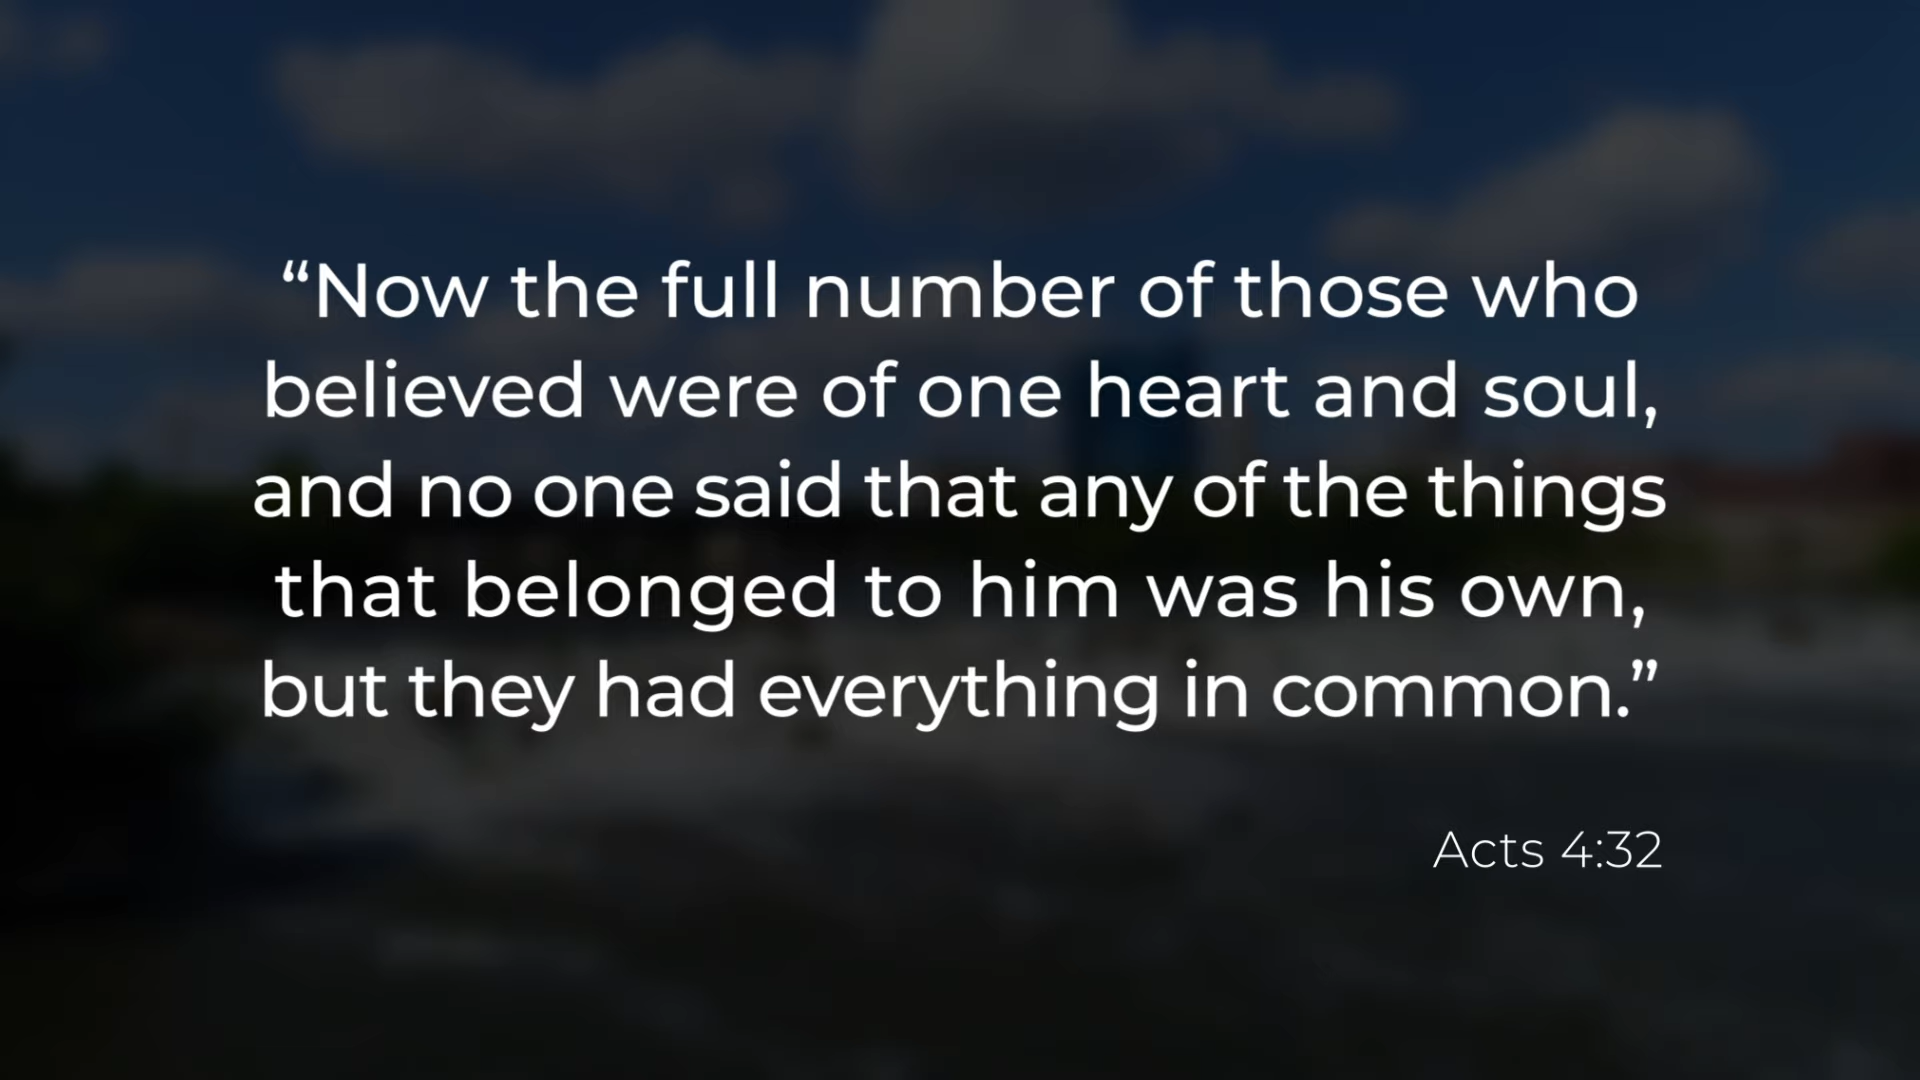 “Now the full number of those who
believed were of one heart and soul,
and no one said that any of the things
that belonged to him was his own,
but they had everything in common.”
Acts 4:32